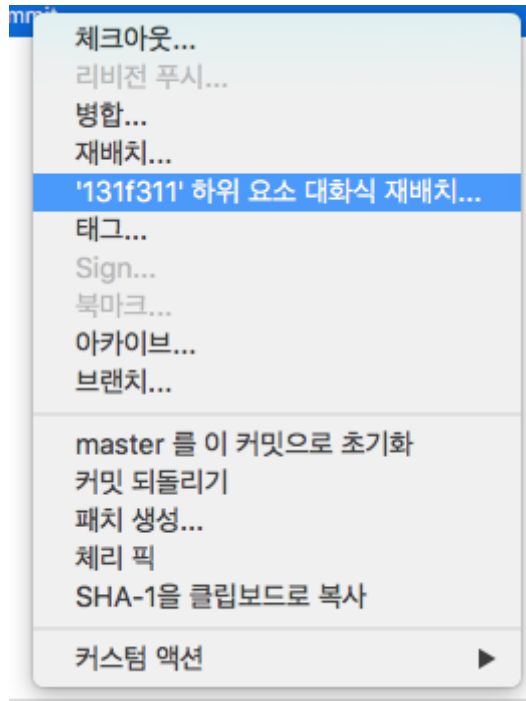 체크아웃...
리비전 푸시...
병합...
재배치...
'131f311' 하위 요소 대화식 재배치...
태그...
Sign...
북마크...
아카이브...
브랜치...
master 를 이 커밋으로 초기화
커밋 되돌리기
패치 생성...
체리 픽
SHA-1을 클립보드로 복사
커스텀 액션